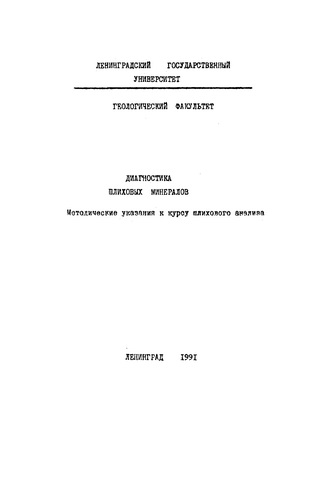 ЛЕНИНГРАДСКИЙ ГОСУДАРСТВЕННЫЙ
УНИВЕРСИТЕТ
ГЕОЛОГИЧЕСКИЙ ФАКУЛЬТЕТ
ДИАГНОСТИКА
ШЛИХОВЫХ МИНЕРАЛОВ
Методические указания к курсу шлихового анализа
ЛЕНИНГРАД 1991